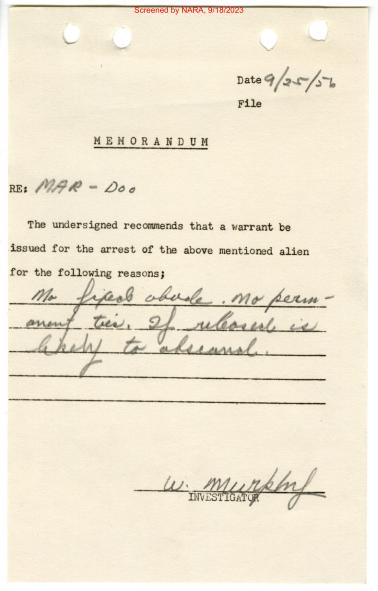 Screened by NARA, 9/18/2023
Date 9/25/56
File
MEMORANDUM
RE: MAR - Doo
The undersigned recommends that a warrant be
issued for the arrest of the above mentioned alien
for the following reasons;
No fixed abode. No perm-
anent ties. If released is
likely to abscond.
W. Murphy
INVESTIGATOR